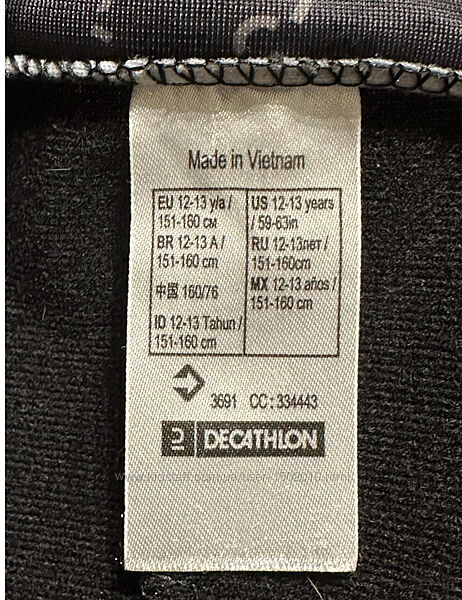 Made in Vietnam
EU 12-13 y/a /
151-160 см
BR 12-13 A /
151-160 cm
中国 160/76
ID 12-13 Tahun /
151-160 cm
US 12-13 years
/ 59-63in
RU 12-13лет /
151-160cm
MX 12-13 años /
151-160 cm
3691 CC: 334443
DECATHLON